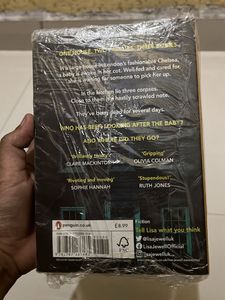 ONE HOUSE. TWO FAMILIES. THREE BODIES.
In a large house in London's fashionable Chelsea,
a baby is awake in her cot. Well-fed and cared for,
she is waiting for someone to pick her up.
In the kitchen lie three corpses.
Close to them is a hastily scrawled note.
They've been dead for several days.
WHO HAS BEEN LOOKING AFTER THE BABY?
AND WHERE DID THEY GO?
'Brilliantly twisty'
CLARE MACKINTOSH
'Gripping'
OLIVIA COLMAN
'Riveting and moving'
SOPHIE HANNAH
'Stupendous!'
RUTH JONES
penguin.co.uk
£8.99
FSC
Fiction
Tell Lisa what you think
@lisajewelluk
@LisaJewellOfficial
@lisajewelluk